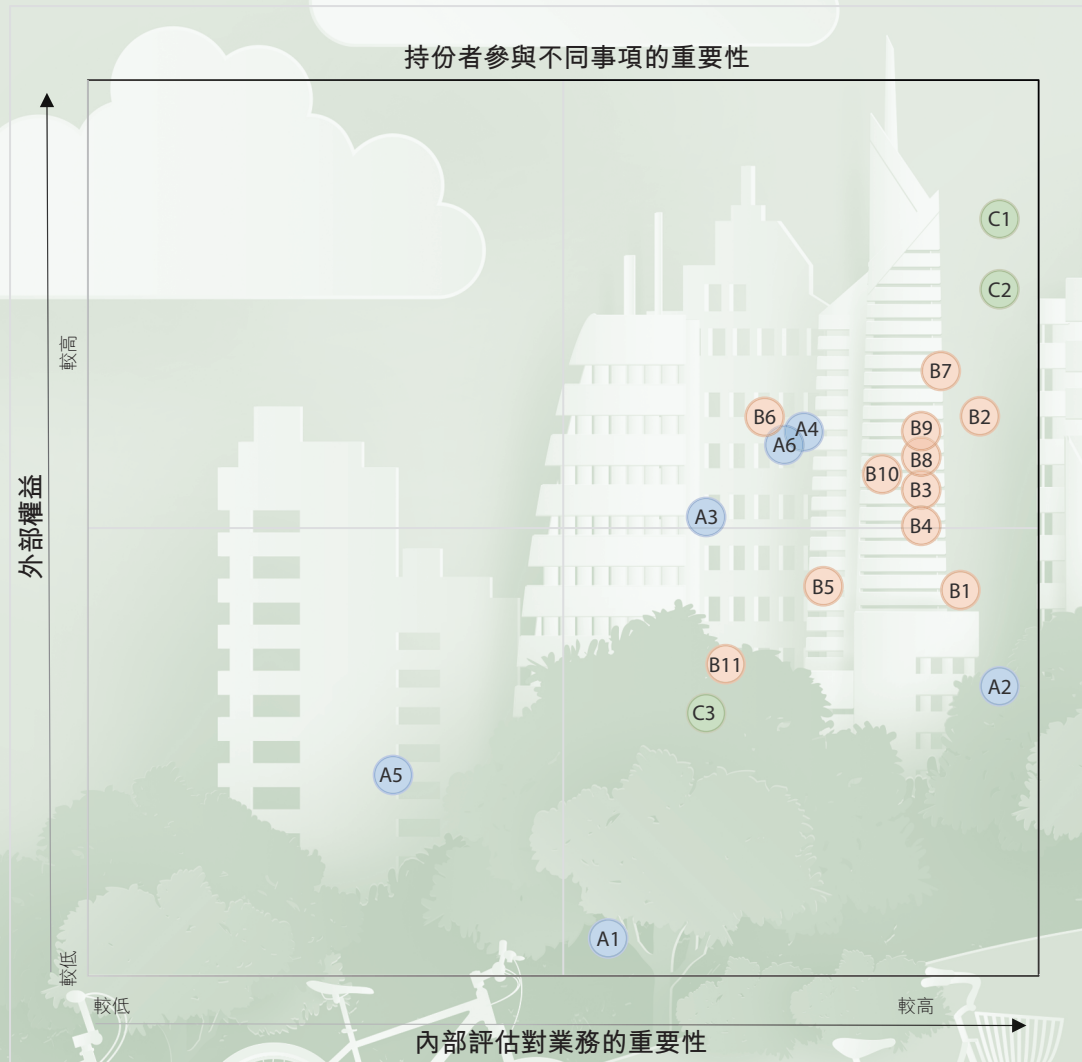 持份者參與不同事項的重要性
C1
C2
較高
B7
B6
B2
A4
B9
A6
B8
B10
B3
外部權益
A3
B4
B5
B1
B11
A2
C3
A5
A1
較低
較低
較高
內部評估對業務的重要性